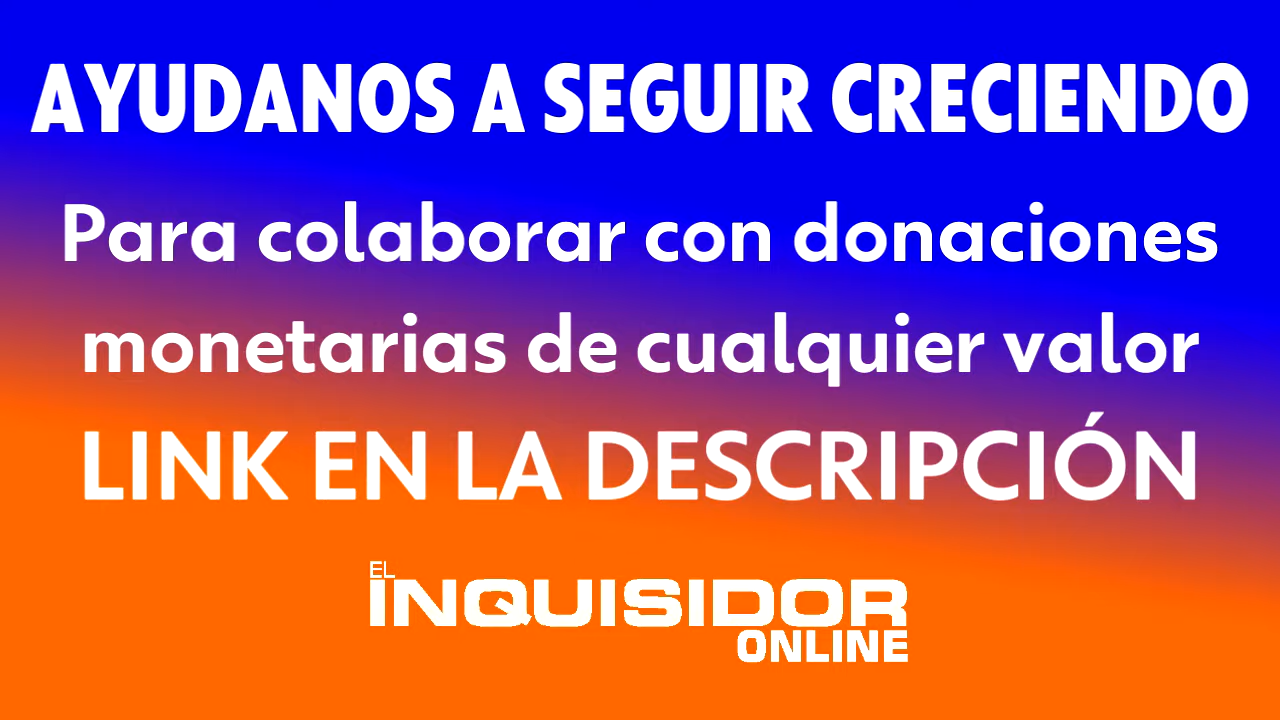 AYUDANOS A SEGUIR CRECIENDO
Para colaborar con donaciones
monetarias de cualquier valor
LINK EN LA DESCRIPCIÓN
EL
INQUISIDOR
ONLINE